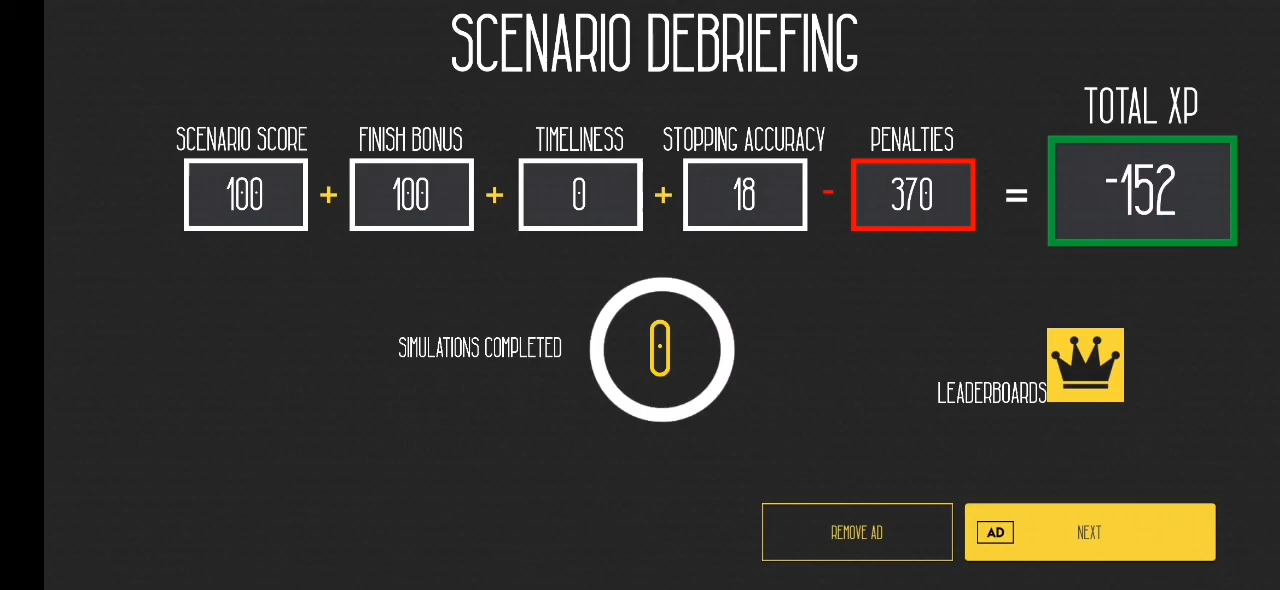 SCENARIO DEBRIEFING
TOTAL XP
SCENARIO SCORE FINISH BONUS TIMELINESS STOPPING ACCURACY PENALTIES
100 + 100 + 0 + 18 - 370 = -152
SIMULATIONS COMPLETED 0
LEADERBOARDS
REMOVE AD AD NEXT